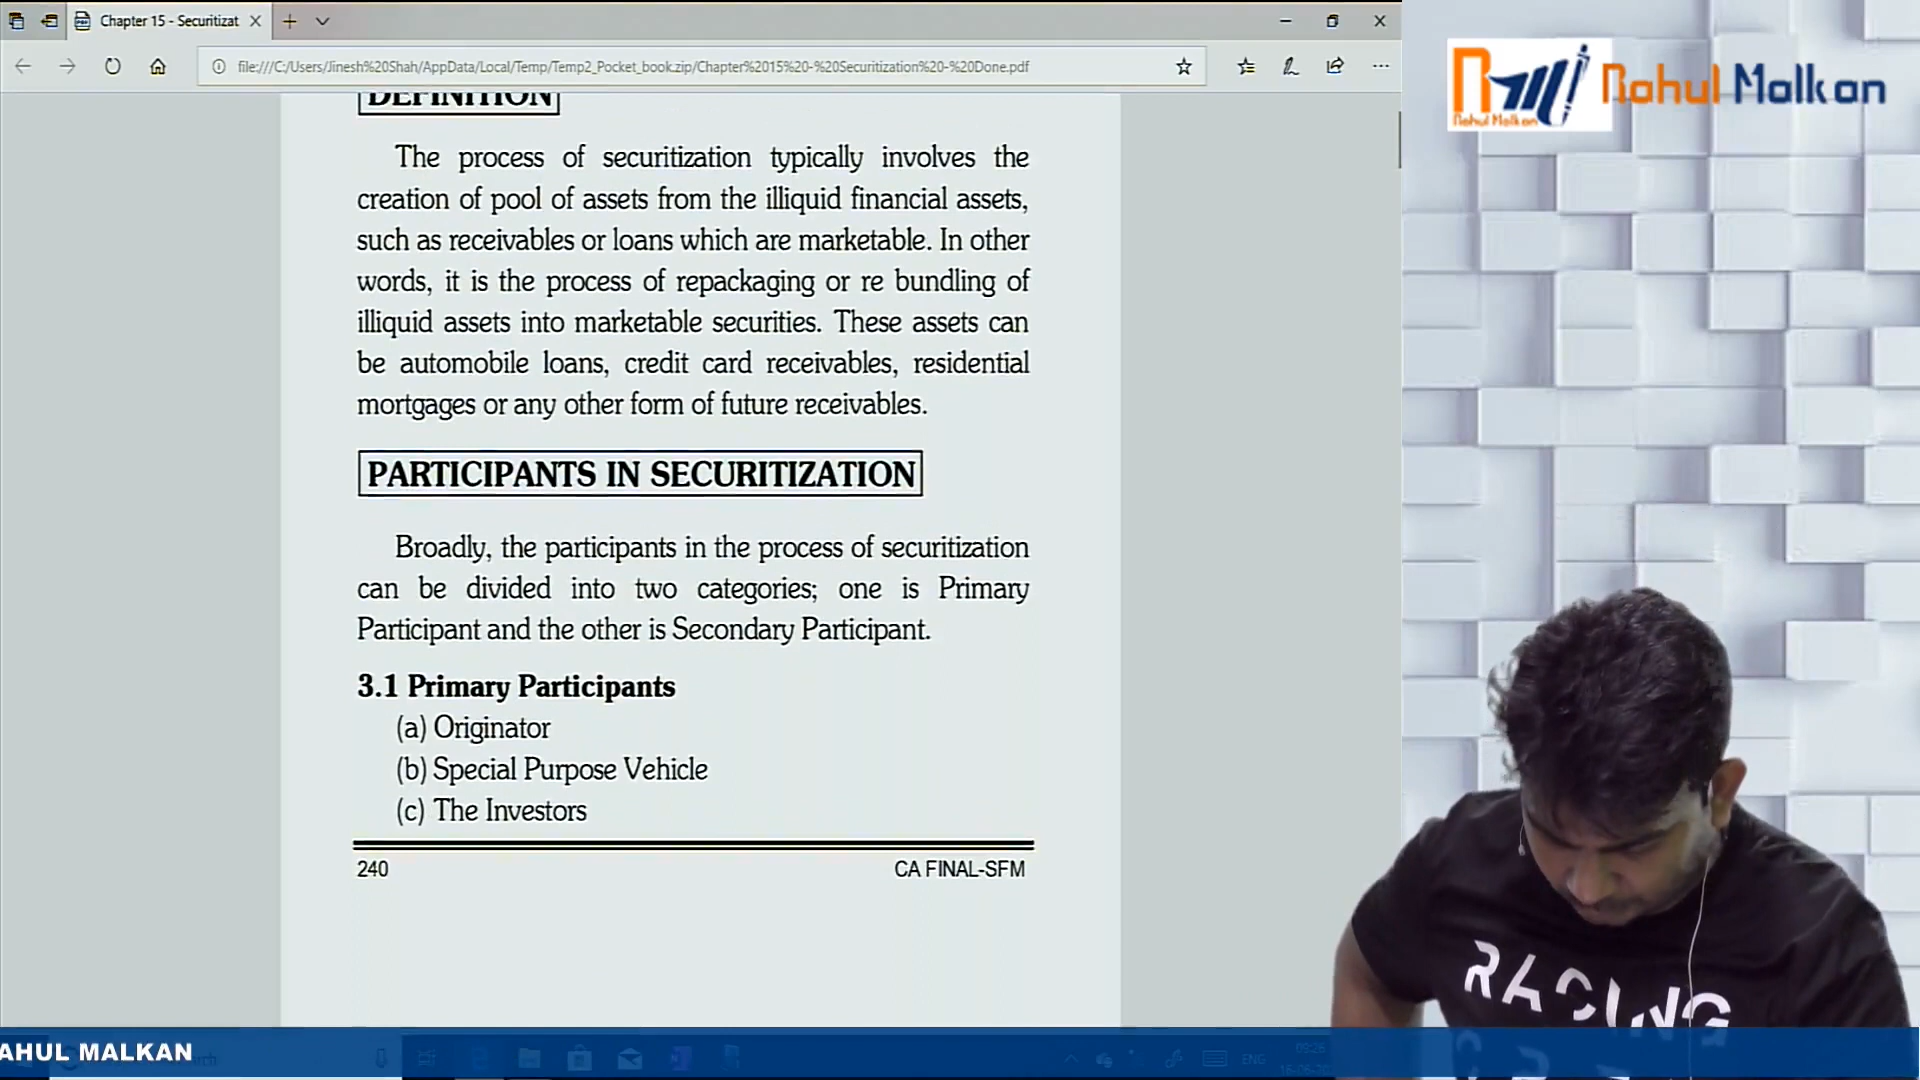 Chapter 15 - Securitizat
file:///C:/Users/Jinesh%20Shah/AppData/Local/Temp/Temp2_Pocket_book.zip/Chapter%2015%20-%20Securitization%20-%20Done.pdf
Rahul Malkan
Rahul Malkan
DEFINITION
The process of securitization typically involves the
creation of pool of assets from the illiquid financial assets,
such as receivables or loans which are marketable. In other
words, it is the process of repackaging or re bundling of
illiquid assets into marketable securities. These assets can
be automobile loans, credit card receivables, residential
mortgages or any other form of future receivables.
PARTICIPANTS IN SECURITIZATION
Broadly, the participants in the process of securitization
can be divided into two categories; one is Primary
Participant and the other is Secondary Participant.
3.1 Primary Participants
(a) Originator
(b) Special Purpose Vehicle
(c) The Investors
240
CA FINAL-SFM
RACING
AHUL MALKAN
ENG